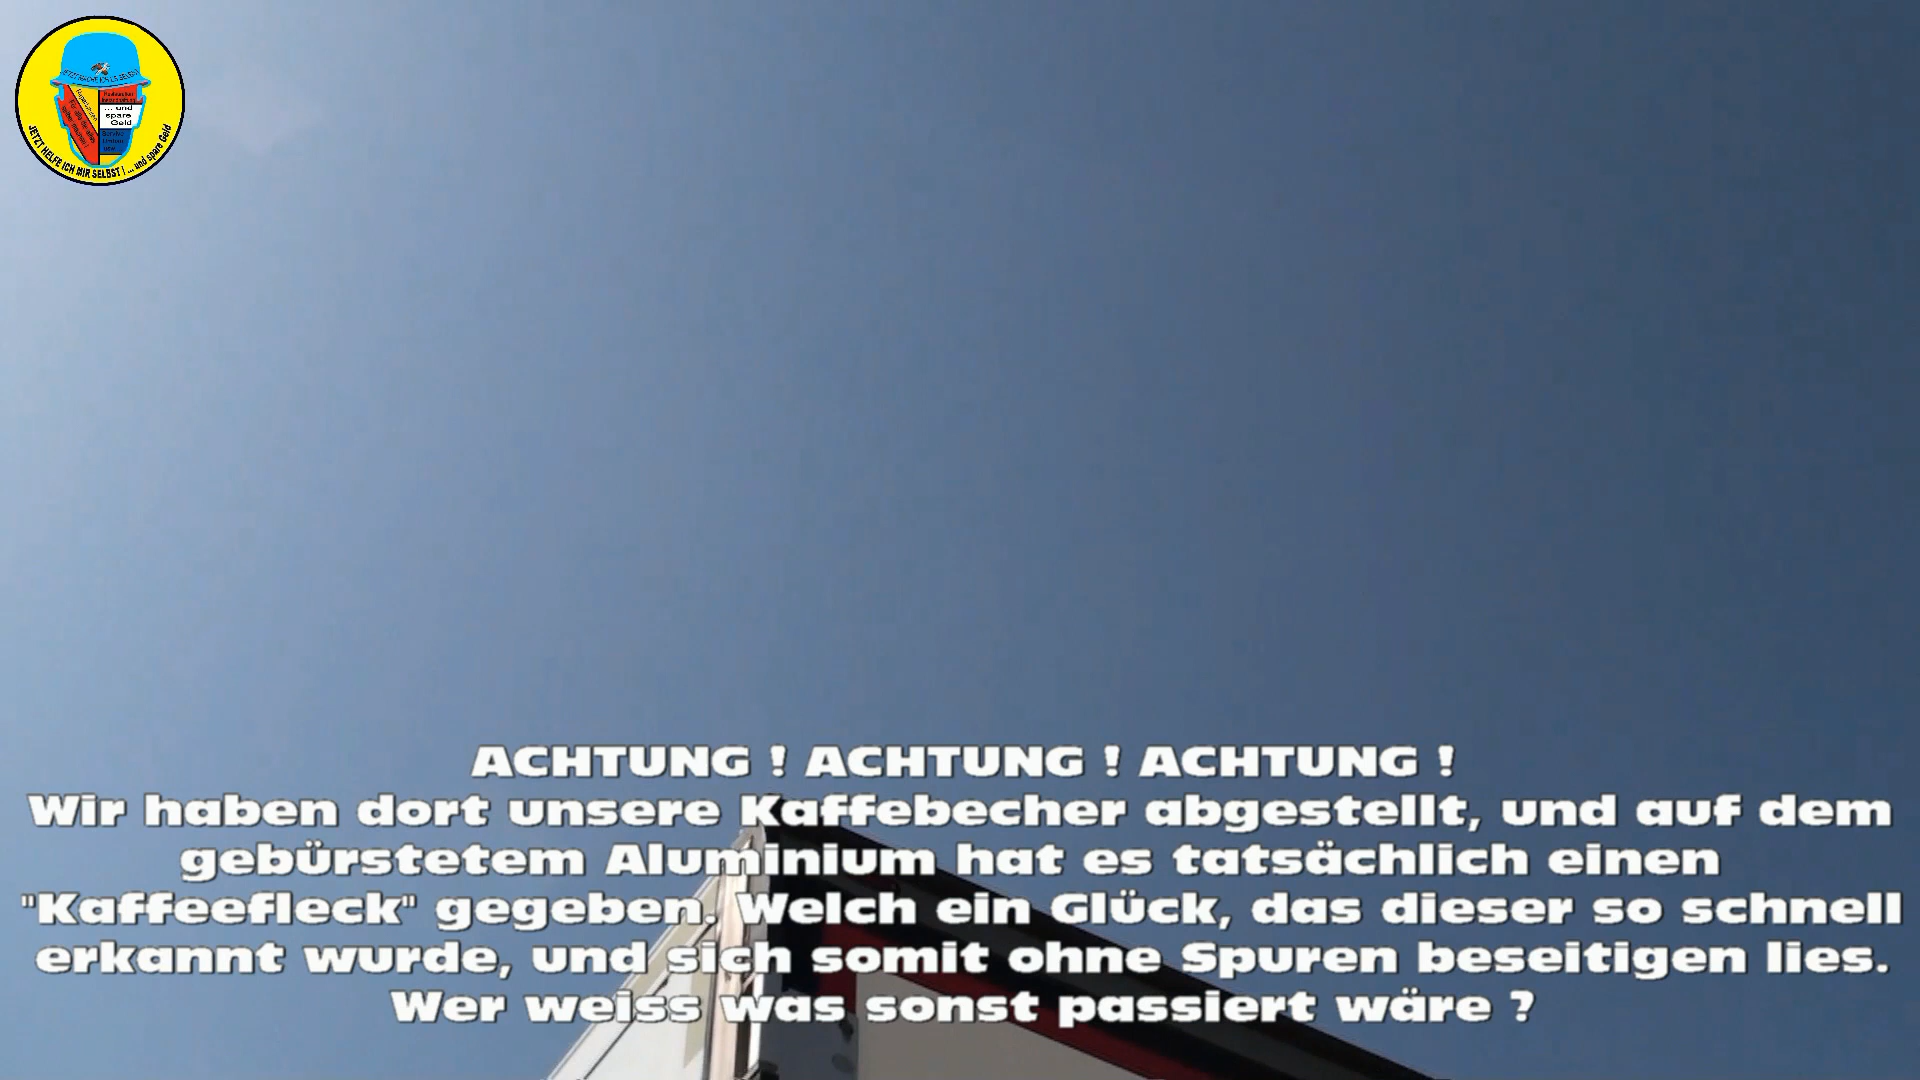 JETZT HELFE ICH MIR SELBST ! ... und spare Geld
... und
spare
Geld
ACHTUNG ! ACHTUNG ! ACHTUNG !
Wir haben dort unsere Kaffebecher abgestellt, und auf dem
gebürstetem Aluminium hat es tatsächlich einen
"Kaffeefleck" gegeben. Welch ein Glück, das dieser so schnell
erkannt wurde, und sich somit ohne Spuren beseitigen lies.
Wer weiss was sonst passiert wäre ?